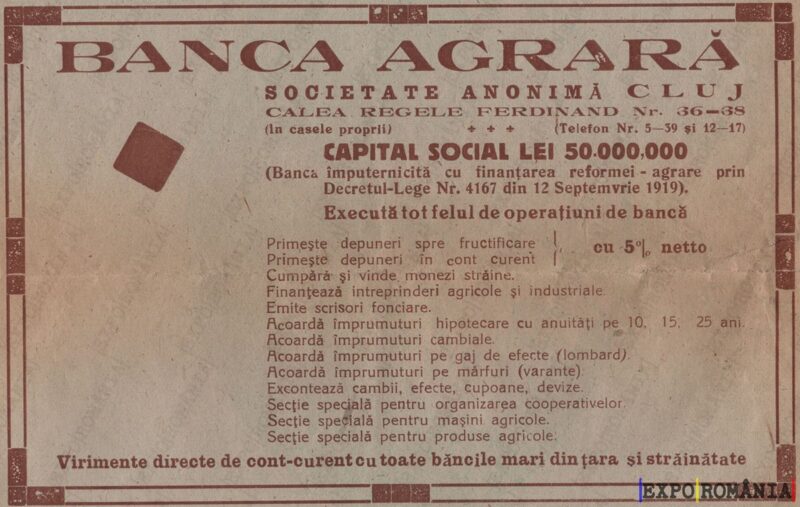 BANCA AGRARĂ
SOCIETATE ANONIMĂ CLUJ
CALEA REGELE FERDINAND Nr. 36—38
(în casele proprii) (Telefon Nr. 5—39 și 12—17)
CAPITAL SOCIAL LEI 50.000,000
(Banca împuternicită cu finanțarea reformei - agrare prin
Decretul-Lege Nr. 4167 din 12 Septemvrie 1919).
Execută tot felul de operațiuni de bancă
Primește depuneri spre fructificare
Primește depuneri în cont curent
cu 5% netto
Cumpără și vinde monezi străine.
Finanțează intreprinderi agricole și industriale.
Emite scrisori fonciare.
Acoardă împrumuturi hipotecare cu anuități pe 10, 15, 25 ani.
Acoardă împrumuturi cambiale.
Acoardă împrumuturi pe gaj de efecte (lombard).
Acoardă împrumuturi pe mărfuri (varante)
Excontează cambii, efecte, cupoane, devize.
Secție specială pentru organizarea cooperativelor.
Secție specială pentru mașini agricole.
Secție specială pentru produse agricole.
Virimente directe de cont-curent cu toate băncile mari din țara și străinătate
EXPO ROMÂNIA